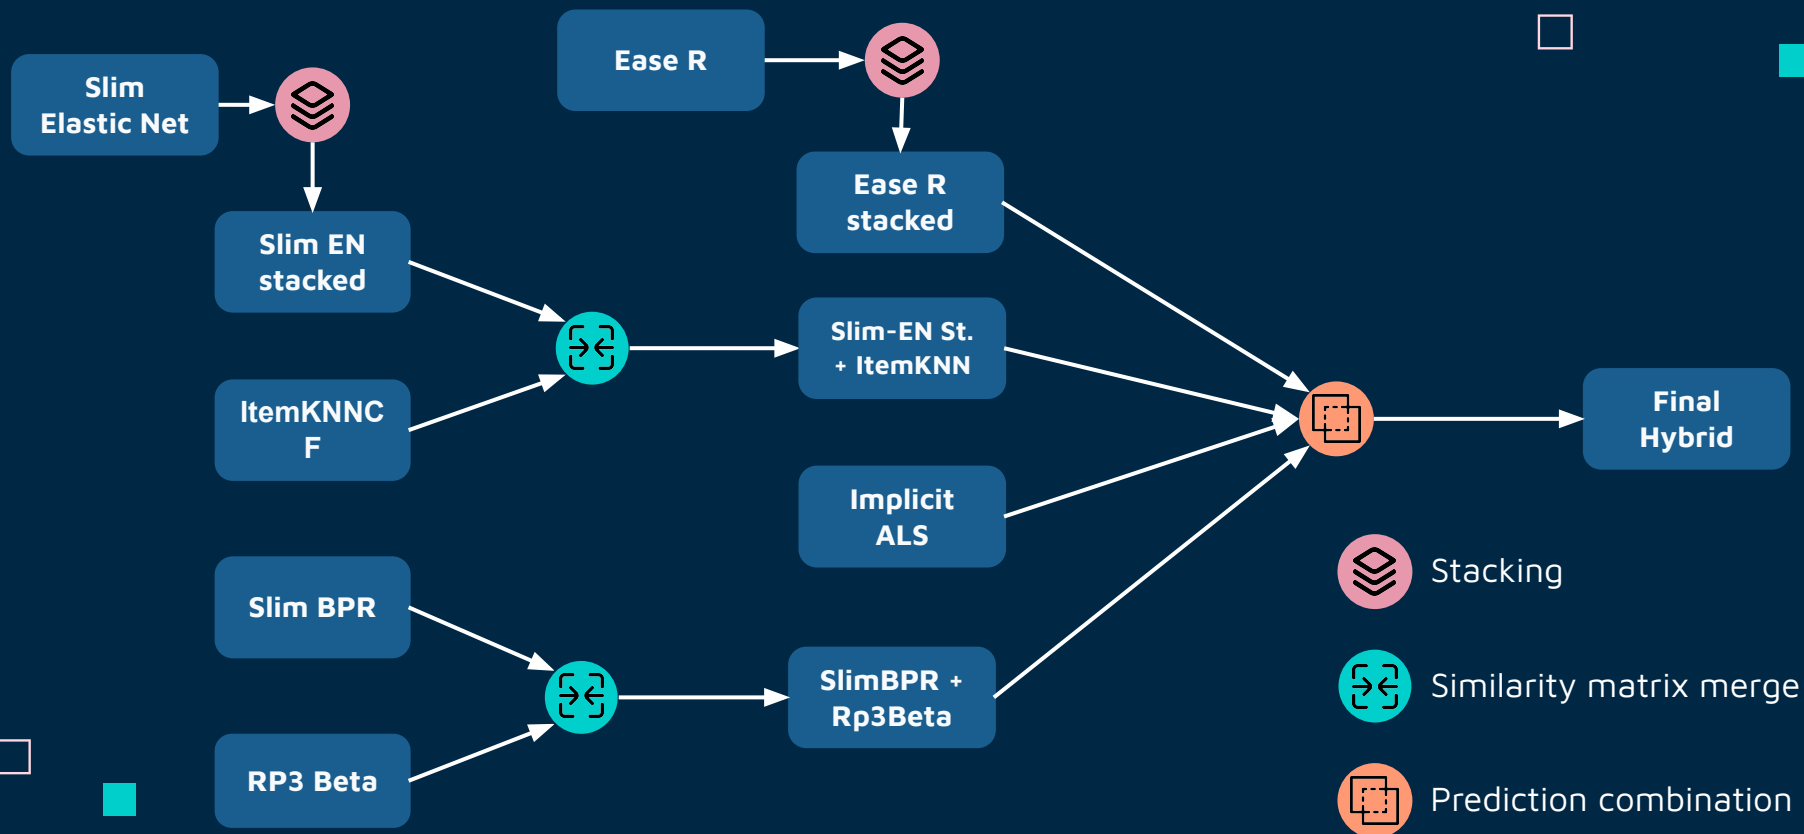 Slim
Elastic Net
Ease R
Ease R
stacked
Slim EN
stacked
Slim-EN St.
+ ItemKNN
ItemKNNC
F
Final
Hybrid
Implicit
ALS
Slim BPR
SlimBPR +
Rp3Beta
RP3 Beta
Stacking
Similarity matrix merge
Prediction combination